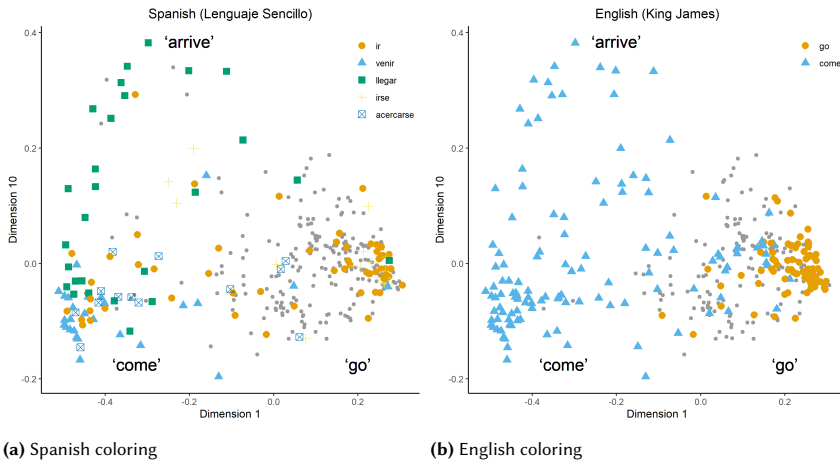 Spanish (Lenguaje Sencillo)
0.4
0.2
0.0
-0.2
Dimension 10
-0.4
-0.2
0.0
0.2
Dimension 1
'arrive'
'come'
'go'
ir
venir
llegar
irse
acercarse
(a) Spanish coloring
English (King James)
0.4
0.2
0.0
-0.2
Dimension 10
-0.4
-0.2
0.0
0.2
Dimension 1
'arrive'
'come'
'go'
go
come
(b) English coloring